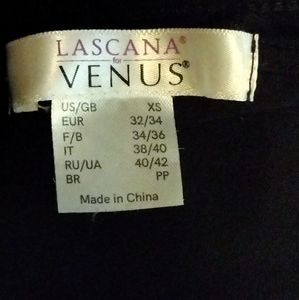 LASCANA®
for
VENUS®
US/GB XS
EUR 32/34
F/B 34/36
IT 38/40
RU/UA 40/42
BR PP
Made in China